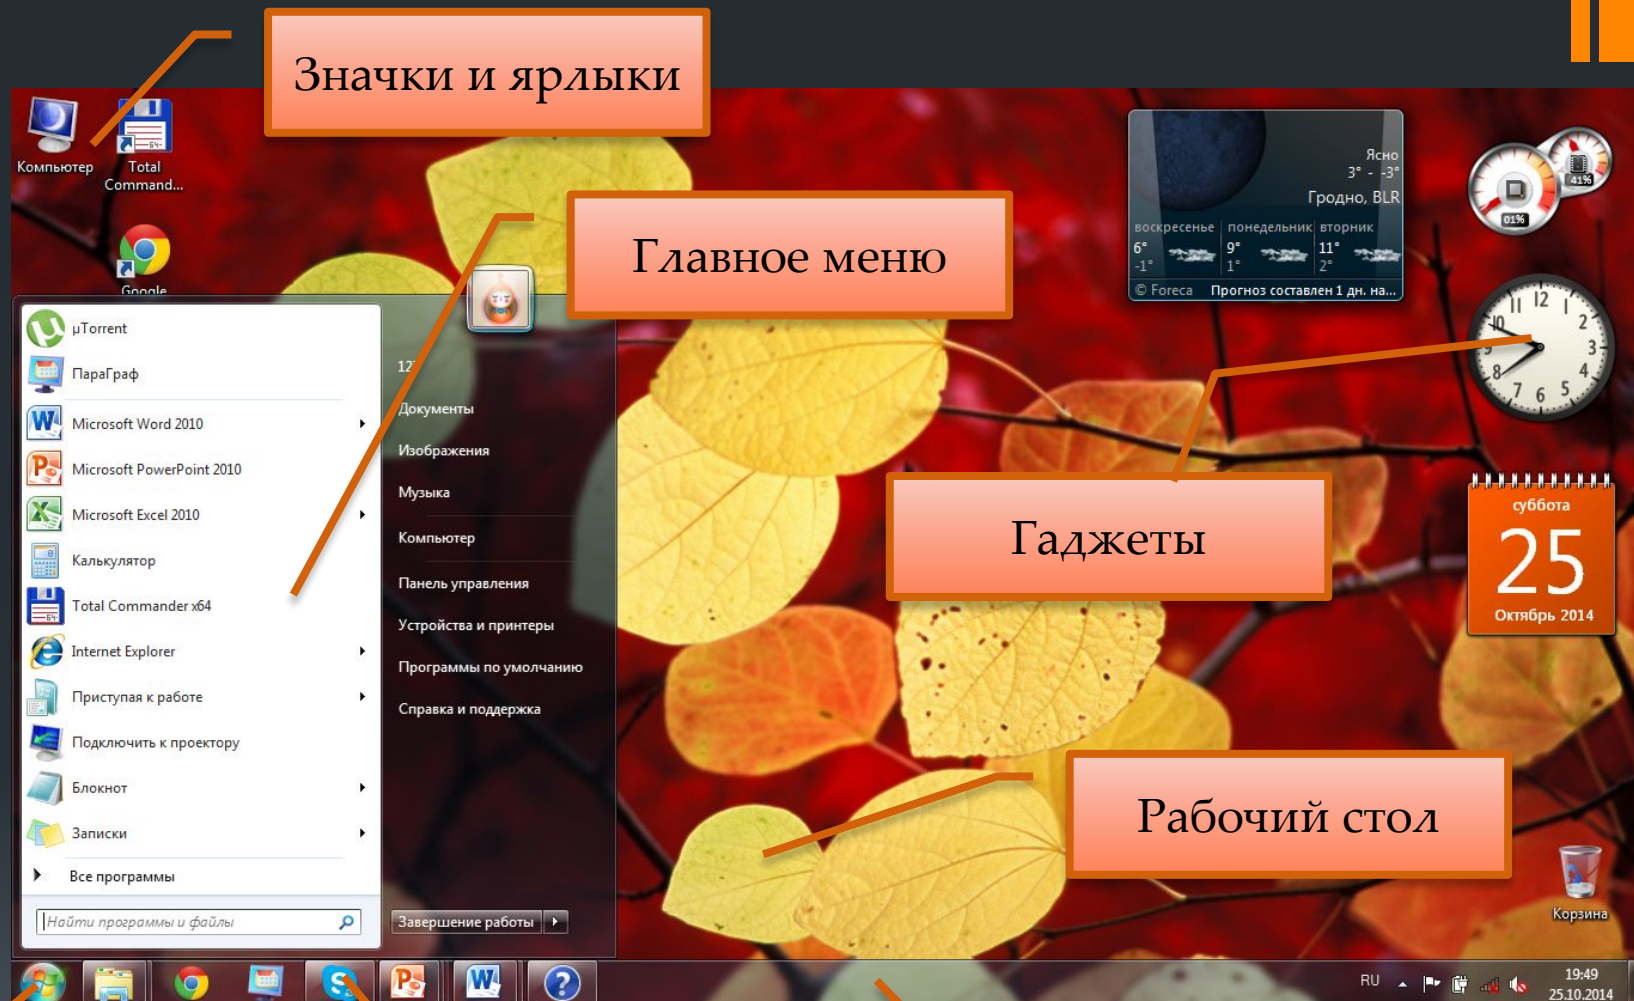 Значки и ярлыки
Компьютер
Total
Command...
Google
Главное меню
Ясно
3° - -3°
Гродно, BLR
воскресенье понедельник вторник
6° 9° 11°
-1° 1° 2°
© Foreca Прогноз составлен 1 дн. на...
41%
01%
11 12 1
10 2
9 3
8 4
7 6 5
суббота
25
Октябрь 2014
Гаджеты
Рабочий стол
Корзина
µTorrent
ПараГраф
Microsoft Word 2010
Microsoft PowerPoint 2010
Microsoft Excel 2010
Калькулятор
Total Commander x64
Internet Explorer
Приступая к работе
Подключить к проектору
Блокнот
Записки
Все программы
Найти программы и файлы
Документы
Изображения
Музыка
Компьютер
Панель управления
Устройства и принтеры
Программы по умолчанию
Справка и поддержка
Завершение работы
RU
19:49
25.10.2014